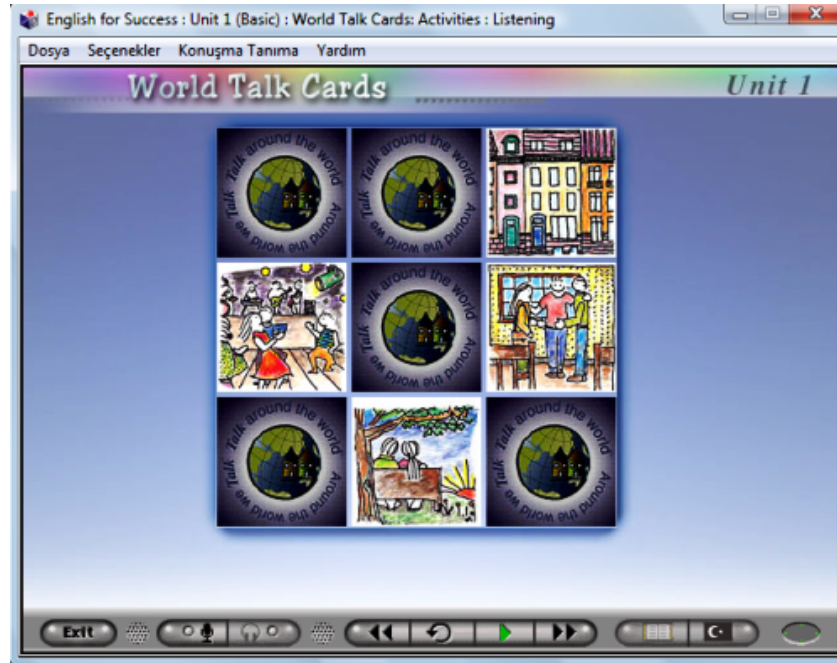 English for Success : Unit 1 (Basic) : World Talk Cards: Activities : Listening
Dosya Seçenekler Konuşma Tanıma Yardım
World Talk Cards
Unit 1
Talk around the world Around the world we Talk
Talk around the world Around the world we Talk
Talk around the world Around the world we Talk
Talk around the world Around the world we Talk
Talk around the world Around the world we Talk
Exit